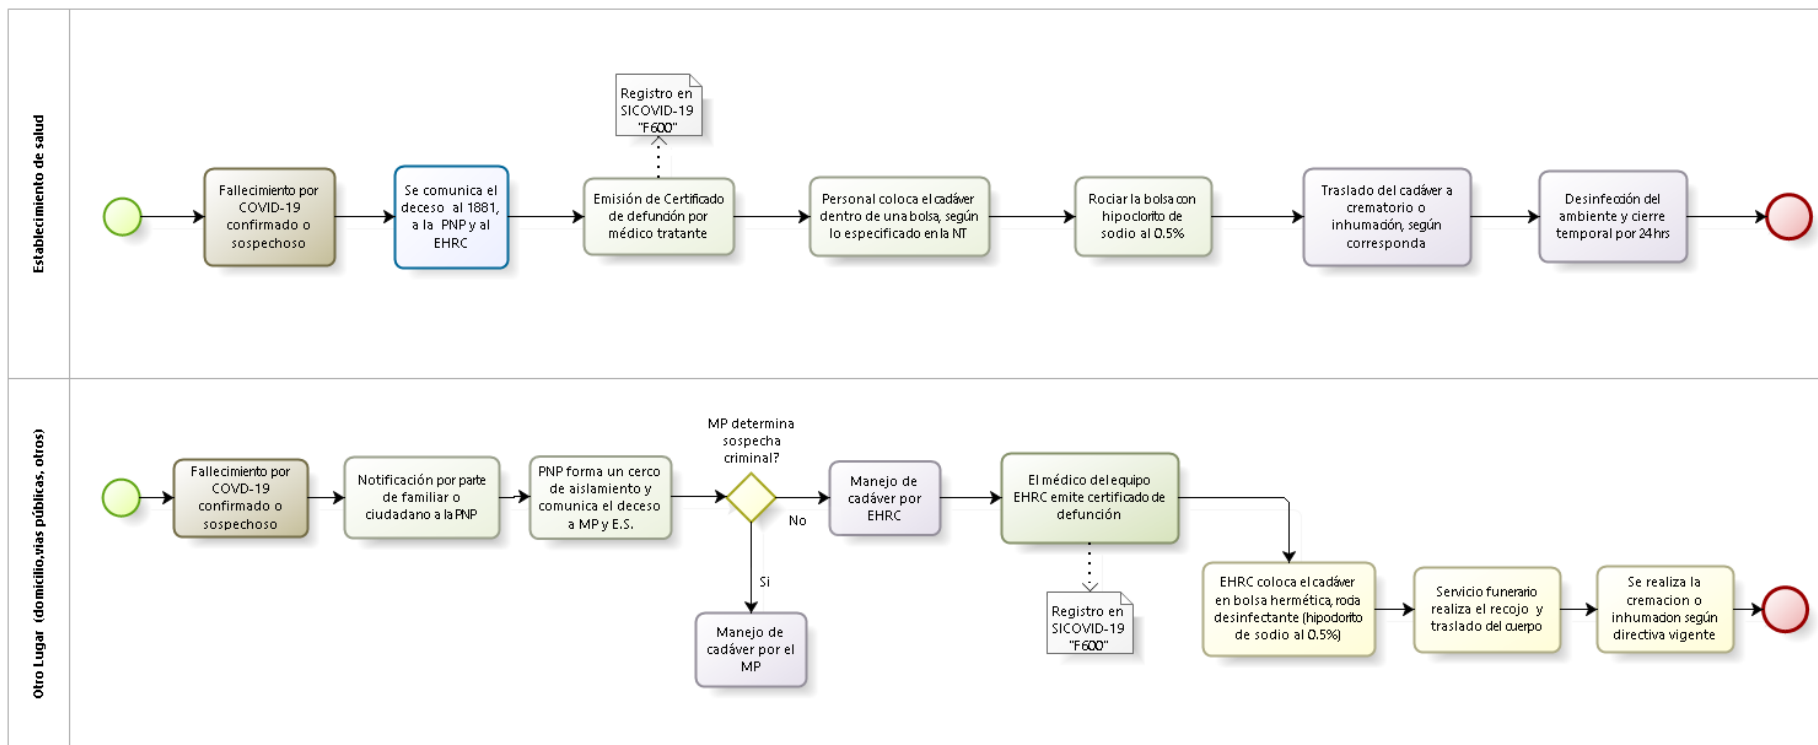 Establecimiento de salud
Registro en
SICOVID-19
"F600"
Fallecimiento por
COVID-19
confirmado o
sospechoso
Se comunica el
deceso al 1881,
a la PNP y al
EHRC
Emisión de Certificado
de defunción por
médico tratante
Personal coloca el cadáver
dentro de una bolsa, según
lo especificado en la NT
Rociar la bolsa con
hipoclorito de
sodio al 0.5%
Traslado del cadáver a
crematorio o
inhumación, según
corresponda
Desinfección del
ambiente y cierre
temporal por 24hrs
Otro Lugar (domicilio,vias públicas, otros)
Fallecimiento por
COVD-19
confirmado o
sospechoso
Notificación por parte
de familiar o
ciudadano a la PNP
PNP forma un cerco
de aislamiento y
comunica el deceso
a MP y E.S.
MP determina
sospecha
criminal?
No
Si
Manejo de
cadáver por el
MP
Manejo de
cadáver por
EHRC
El médico del equipo
EHRC emite certificado de
defunción
Registro en
SICOVID-19
"F600"
EHRC coloca el cadáver
en bolsa hermética, rocia
desinfectante (hipoclorito
de sodio al 0.5%)
Servicio funerario
realiza el recojo y
traslado del cuerpo
Se realiza la
cremacion o
inhumacion según
directiva vigente